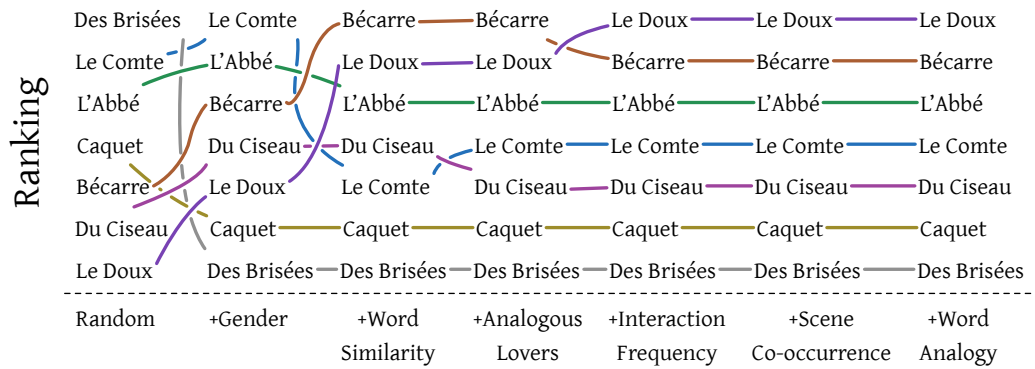 Ranking
Des Brisées Le Comte Bécarre Bécarre Le Doux Le Doux Le Doux
Le Comte L'Abbé Le Doux Le Doux Bécarre Bécarre Bécarre
L'Abbé Bécarre L'Abbé L'Abbé L'Abbé L'Abbé L'Abbé
Caquet Du Ciseau Du Ciseau Le Comte Le Comte Le Comte Le Comte
Bécarre Le Doux Le Comte Du Ciseau Du Ciseau Du Ciseau Du Ciseau
Du Ciseau Caquet Caquet Caquet Caquet Caquet Caquet
Le Doux Des Brisées Des Brisées Des Brisées Des Brisées Des Brisées Des Brisées
Random +Gender +Word +Analogous +Interaction +Scene +Word
Similarity Lovers Frequency Co-occurrence Analogy